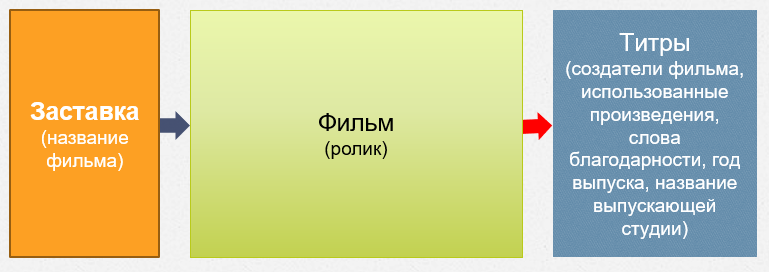 Заставка
(название
фильма)
Фильм
(ролик)
Титры
(создатели фильма,
использованные
произведения,
слова
благодарности, год
выпуска, название
выпускающей
студии)